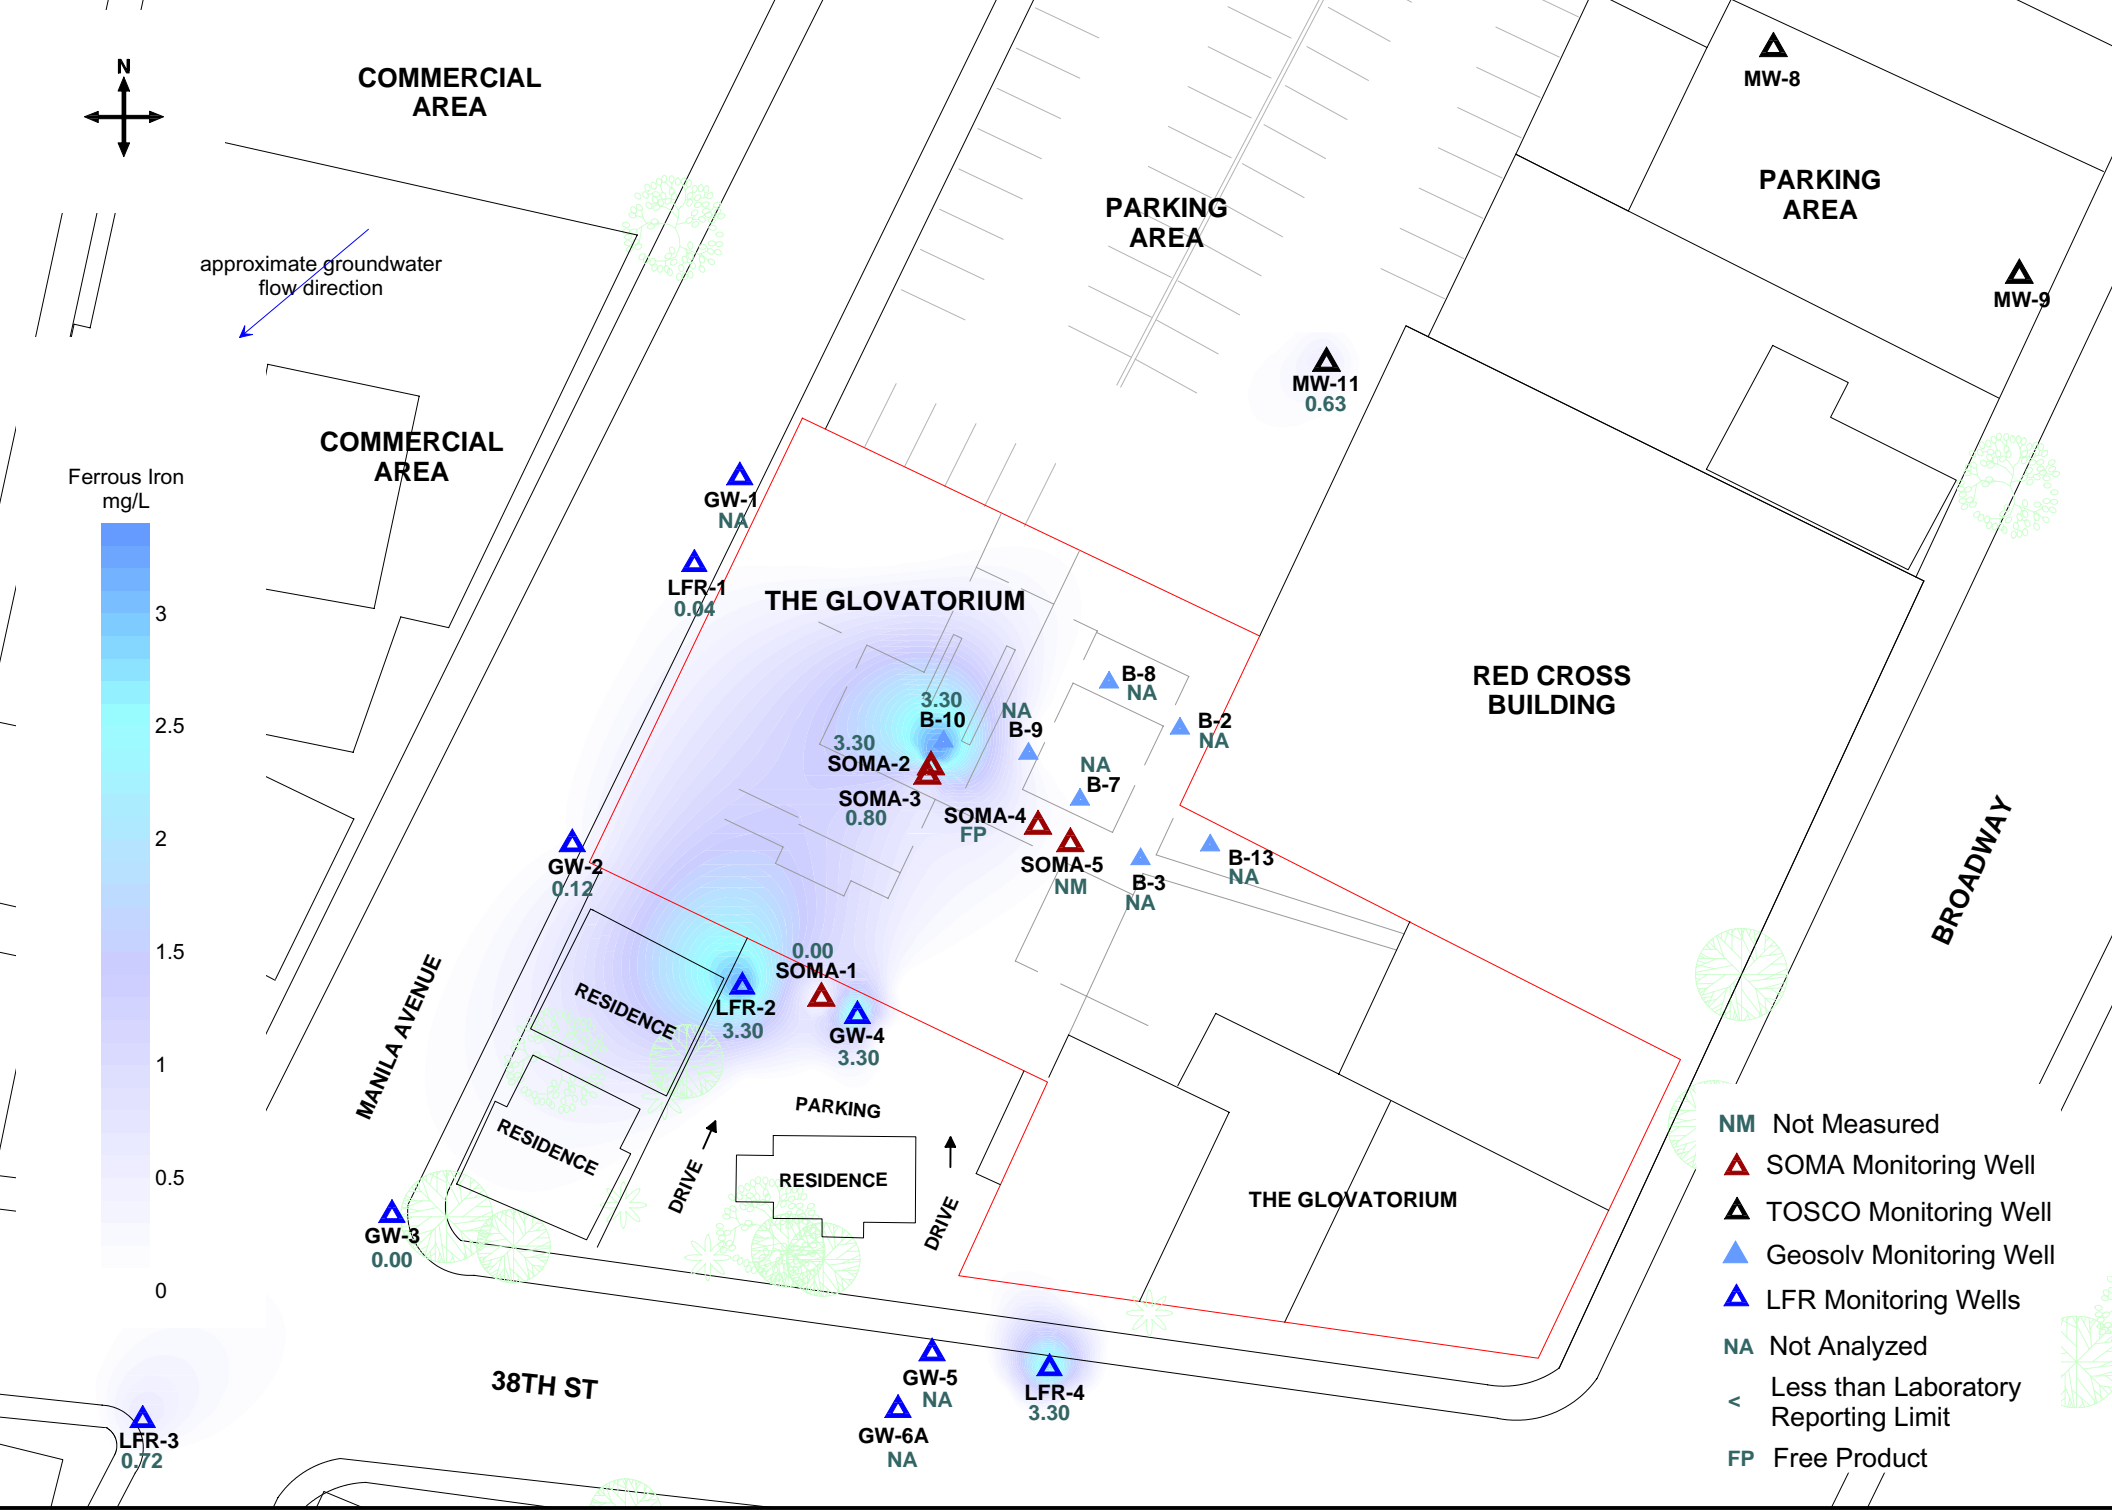 N
COMMERCIAL
AREA
MW-8
PARKING
AREA
PARKING
AREA
approximate groundwater
flow direction
MW-9
MW-11
0.63
COMMERCIAL
AREA
Ferrous Iron
mg/L
3
2.5
2
1.5
1
0.5
0
GW-1
NA
LFR-1
0.04
THE GLOVATORIUM
RED CROSS
BUILDING
B-8
NA
3.30
B-10
NA
B-9
B-2
NA
3.30
SOMA-2
NA
B-7
SOMA-3
0.80
SOMA-4
FP
SOMA-5
NM
B-13
NA
B-3
NA
GW-2
0.12
BROADWAY
0.00
SOMA-1
RESIDENCE
LFR-2
3.30
GW-4
3.30
MANILA AVENUE
PARKING
RESIDENCE
DRIVE
RESIDENCE
DRIVE
THE GLOVATORIUM
GW-3
0.00
38TH ST
GW-5
NA
LFR-4
3.30
GW-6A
NA
LFR-3
0.72
NM Not Measured
SOMA Monitoring Well
TOSCO Monitoring Well
Geosolv Monitoring Well
LFR Monitoring Wells
NA Not Analyzed
< Less than Laboratory
Reporting Limit
FP Free Product